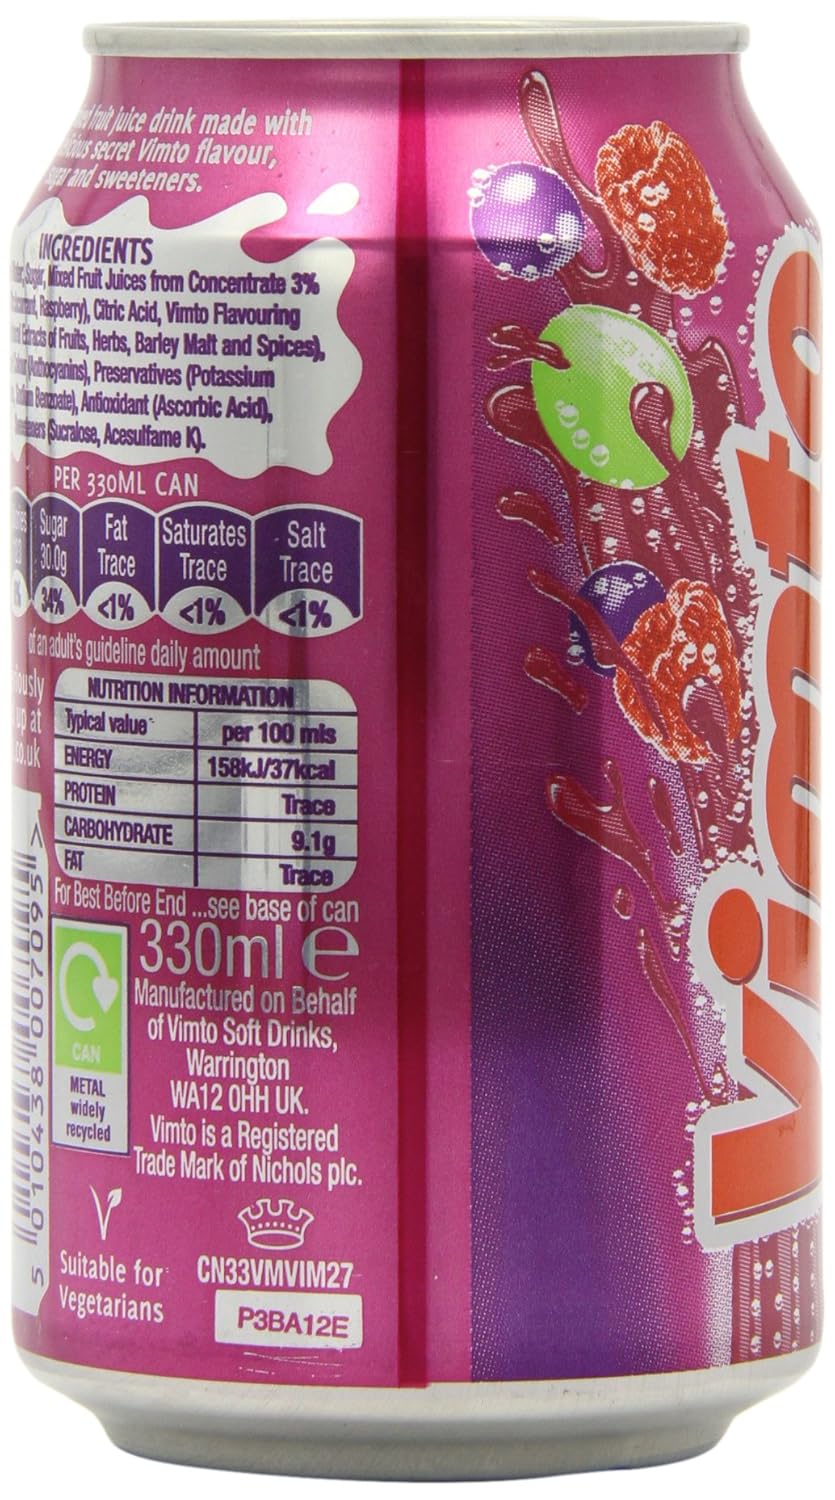 fruit juice drink made with
secret Vimto flavour,
sugar and sweeteners.
INGREDIENTS
Sugar, Mixed Fruit Juices from Concentrate 3%
Raspberry), Citric Acid, Vimto Flavouring
Extracts of Fruits, Herbs, Barley Malt and Spices),
(Anthocyanins), Preservatives (Potassium
Benzoate), Antioxidant (Ascorbic Acid),
(Sucralose, Acesulfame K).
PER 330ML CAN
Sugar 30.0g 34%
Fat Trace <1%
Saturates Trace <1%
Salt Trace <1%
of an adult's guideline daily amount
up at
.co.uk
NUTRITION INFORMATION
Typical value per 100 mls
ENERGY 158kJ/37kcal
PROTEIN Trace
CARBOHYDRATE 9.1g
FAT Trace
For Best Before End ...see base of can
330ml e
Manufactured on Behalf
of Vimto Soft Drinks,
Warrington
WA12 0HH UK.
Vimto is a Registered
Trade Mark of Nichols plc.
CAN
METAL
widely
recycled
5 010438 007095 >
Suitable for
Vegetarians
CN33VMVIM27
P3BA12E
Vimto